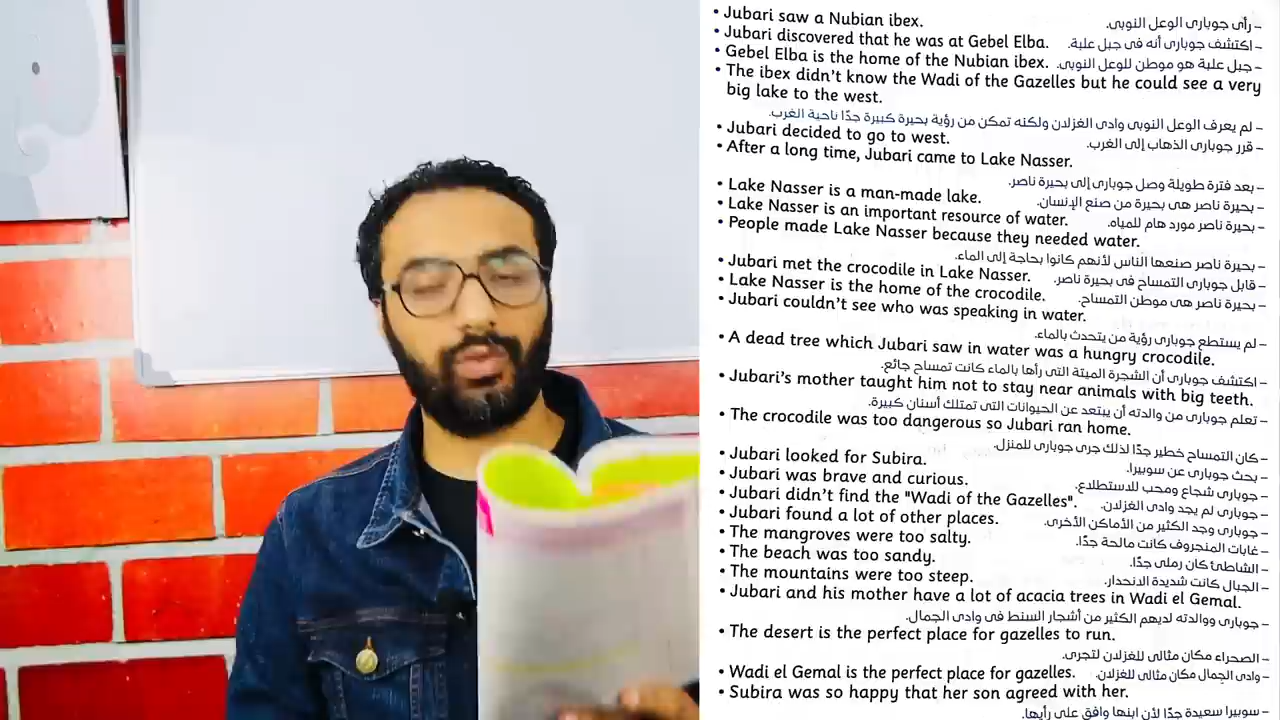 • Jubari saw a Nubian ibex.
– رأى جوبارى الوعل النوبى.
• Jubari discovered that he was at Gebel Elba.
– اكتشف جوبارى أنه فى جبل علبة.
• Gebel Elba is the home of the Nubian ibex.
– جبل علبة هو موطن للوعل النوبى.
• The ibex didn't know the Wadi of the Gazelles but he could see a very
big lake to the west.
– لم يعرف الوعل النوبى وادى الغزلان ولكنه تمكن من رؤية بحيرة كبيرة جدًا ناحية الغرب.
• Jubari decided to go to west.
– قرر جوبارى الذهاب إلى الغرب.
• After a long time, Jubari came to Lake Nasser.
– بعد فترة طويلة وصل جوبارى إلى بحيرة ناصر.
• Lake Nasser is a man-made lake.
– بحيرة ناصر هى بحيرة من صنع الإنسان.
• Lake Nasser is an important resource of water.
– بحيرة ناصر مورد هام للمياه.
• People made Lake Nasser because they needed water.
– بحيرة ناصر صنعها الناس لأنهم كانوا بحاجة إلى الماء.
• Jubari met the crocodile in Lake Nasser.
– قابل جوبارى التمساح فى بحيرة ناصر.
• Lake Nasser is the home of the crocodile.
– بحيرة ناصر هى موطن التمساح.
• Jubari couldn't see who was speaking in water.
– لم يستطع جوبارى رؤية من يتحدث بالماء.
• A dead tree which Jubari saw in water was a hungry crocodile.
– اكتشف جوبارى أن الشجرة الميتة التى رأها بالماء كانت تمساح جائع.
• Jubari's mother taught him not to stay near animals with big teeth.
– تعلم جوبارى من والدته أن يبتعد عن الحيوانات التى تمتلك أسنان كبيرة.
• The crocodile was too dangerous so Jubari ran home.
– كان التمساح خطير جدًا لذلك جرى جوبارى للمنزل.
• Jubari looked for Subira.
– بحث جوبارى عن سوبيرا.
• Jubari was brave and curious.
– جوبارى شجاع ومحب للاستطلاع.
• Jubari didn't find the "Wadi of the Gazelles".
– جوبارى لم يجد وادى الغزلان.
• Jubari found a lot of other places.
– جوبارى وجد الكثير من الأماكن الأخرى.
• The mangroves were too salty.
– غابات المنجروف كانت مالحة جدًا.
• The beach was too sandy.
– الشاطئ كان رملى جدًا.
• The mountains were too steep.
– الجبال كانت شديدة الانحدار.
• Jubari and his mother have a lot of acacia trees in Wadi el Gemal.
– جوبارى ووالدته لديهم الكثير من أشجار السنط فى وادى الجمال.
• The desert is the perfect place for gazelles to run.
– الصحراء مكان مثالى للغزلان لتجرى.
• Wadi el Gemal is the perfect place for gazelles.
– وادى الجمال مكان مثالى للغزلان.
• Subira was so happy that her son agreed with her.
– سوبيرا سعيدة جدًا لأن ابنها وافق على رأيها.